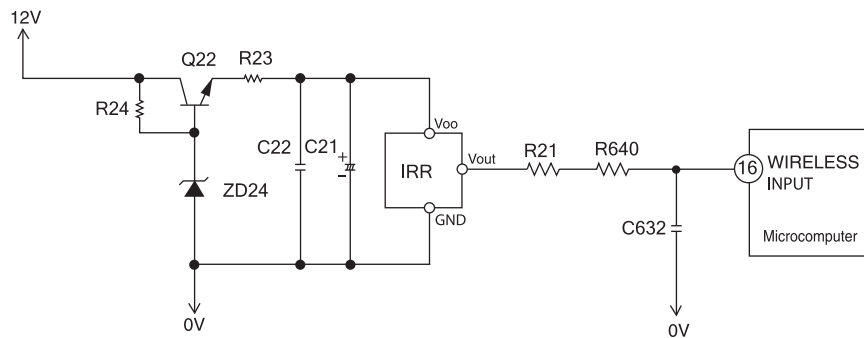 12V
Q22
R23
R24
C22
C21
+
-
ZD24
Voo
IRR
Vout
GND
R21
R640
C632
16
WIRELESS
INPUT
Microcomputer
0V
0V